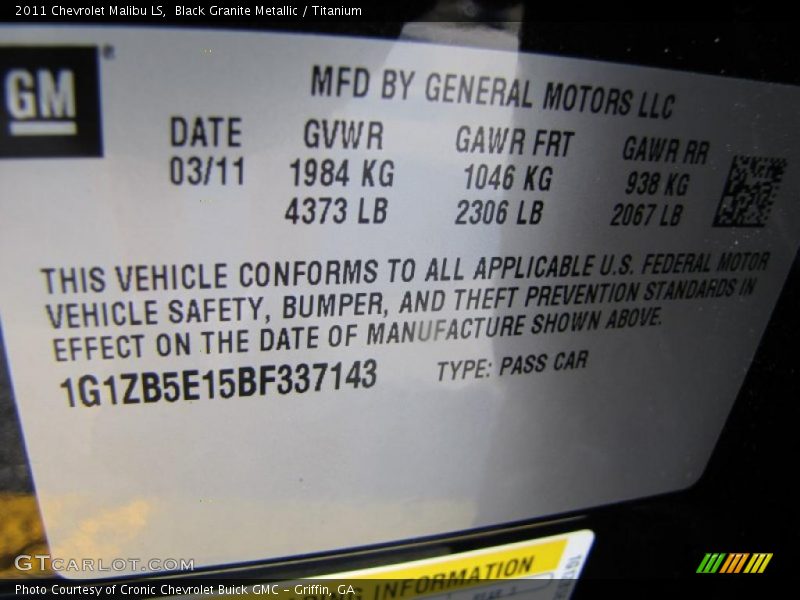 2011 Chevrolet Malibu LS, Black Granite Metallic / Titanium
GM
MFD BY GENERAL MOTORS LLC
DATE GVWR GAWR FRT GAWR RR
03/11 1984 KG 1046 KG 938 KG
4373 LB 2306 LB 2067 LB
THIS VEHICLE CONFORMS TO ALL APPLICABLE U.S. FEDERAL MOTOR
VEHICLE SAFETY, BUMPER, AND THEFT PREVENTION STANDARDS IN
EFFECT ON THE DATE OF MANUFACTURE SHOWN ABOVE.
1G1ZB5E15BF337143 TYPE: PASS CAR
INFORMATION
GTCARLOT.COM
Photo Courtesy of Cronic Chevrolet Buick GMC – Griffin, GA